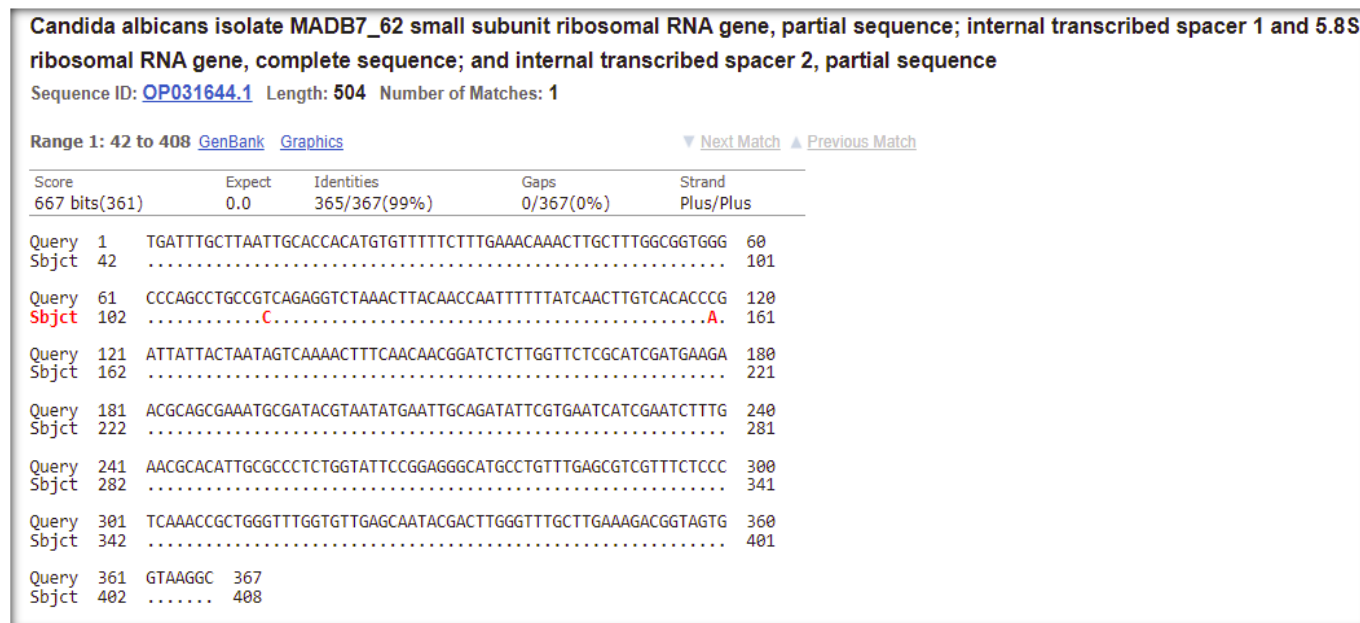 Candida albicans isolate MADB7_62 small subunit ribosomal RNA gene, partial sequence; internal transcribed spacer 1 and 5.8S
ribosomal RNA gene, complete sequence; and internal transcribed spacer 2, partial sequence
Sequence ID: OP031644.1 Length: 504 Number of Matches: 1
Range 1: 42 to 408 GenBank Graphics ▼ Next Match ▲ Previous Match
Score Expect Identities Gaps Strand
667 bits(361) 0.0 365/367(99%) 0/367(0%) Plus/Plus
Query 1 TGATTTGCTTAATTGCACCACATGTGTTTTTCTTTGAAACAAACTTGCTTTGGCGGTGGG 60
Sbjct 42 ............................................................ 101
Query 61 CCCAGCCTGCCGTCAGAGGTCTAAACTTACAACCAATTTTTTATCAACTTGTCACACCCG 120
Sbjct 102 ............C.............................................A. 161
Query 121 ATTATTACTAATAGTCAAAACTTTCAACAACGGATCTCTTGGTTCTCGCATCGATGAAGA 180
Sbjct 162 ............................................................ 221
Query 181 ACGCAGCGAAATGCGATACGTAATATGAATTGCAGATATTCGTGAATCATCGAATCTTTG 240
Sbjct 222 ............................................................ 281
Query 241 AACGCACATTGCGCCCTCTGGTATTCCGGAGGGCATGCCTGTTTGAGCGTCGTTTCTCCC 300
Sbjct 282 ............................................................ 341
Query 301 TCAAACCGCTGGGTTTGGTGTTGAGCAATACGACTTGGGTTTGCTTGAAAGACGGTAGTG 360
Sbjct 342 ............................................................ 401
Query 361 GTAAGGC 367
Sbjct 402 ....... 408